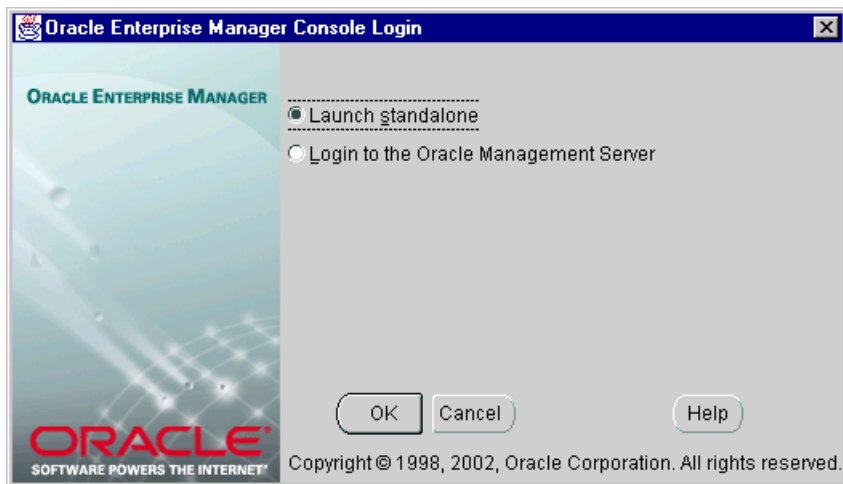 Oracle Enterprise Manager Console Login
ORACLE ENTERPRISE MANAGER
Launch standalone
Login to the Oracle Management Server
OK
Cancel
Help
ORACLE®
SOFTWARE POWERS THE INTERNET™
Copyright © 1998, 2002, Oracle Corporation. All rights reserved.